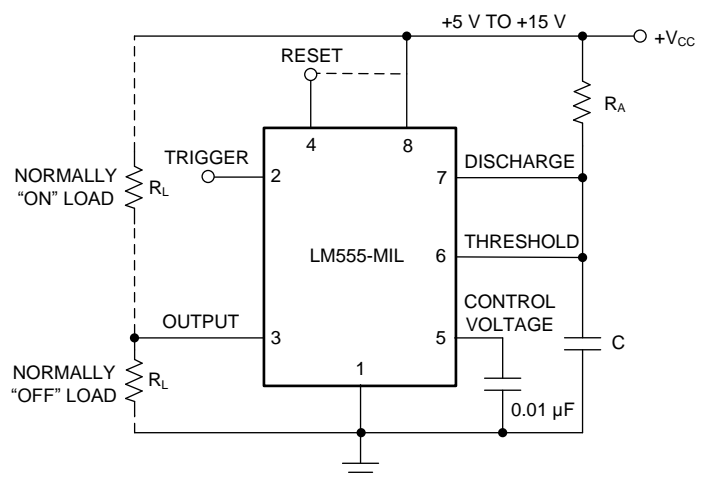 +5 V TO +15 V
+VCC
RESET
RA
4
8
TRIGGER
2
7
DISCHARGE
NORMALLY
"ON" LOAD
RL
LM555-MIL
6
THRESHOLD
OUTPUT
3
5
CONTROL
VOLTAGE
C
NORMALLY
"OFF" LOAD
RL
1
0.01 µF